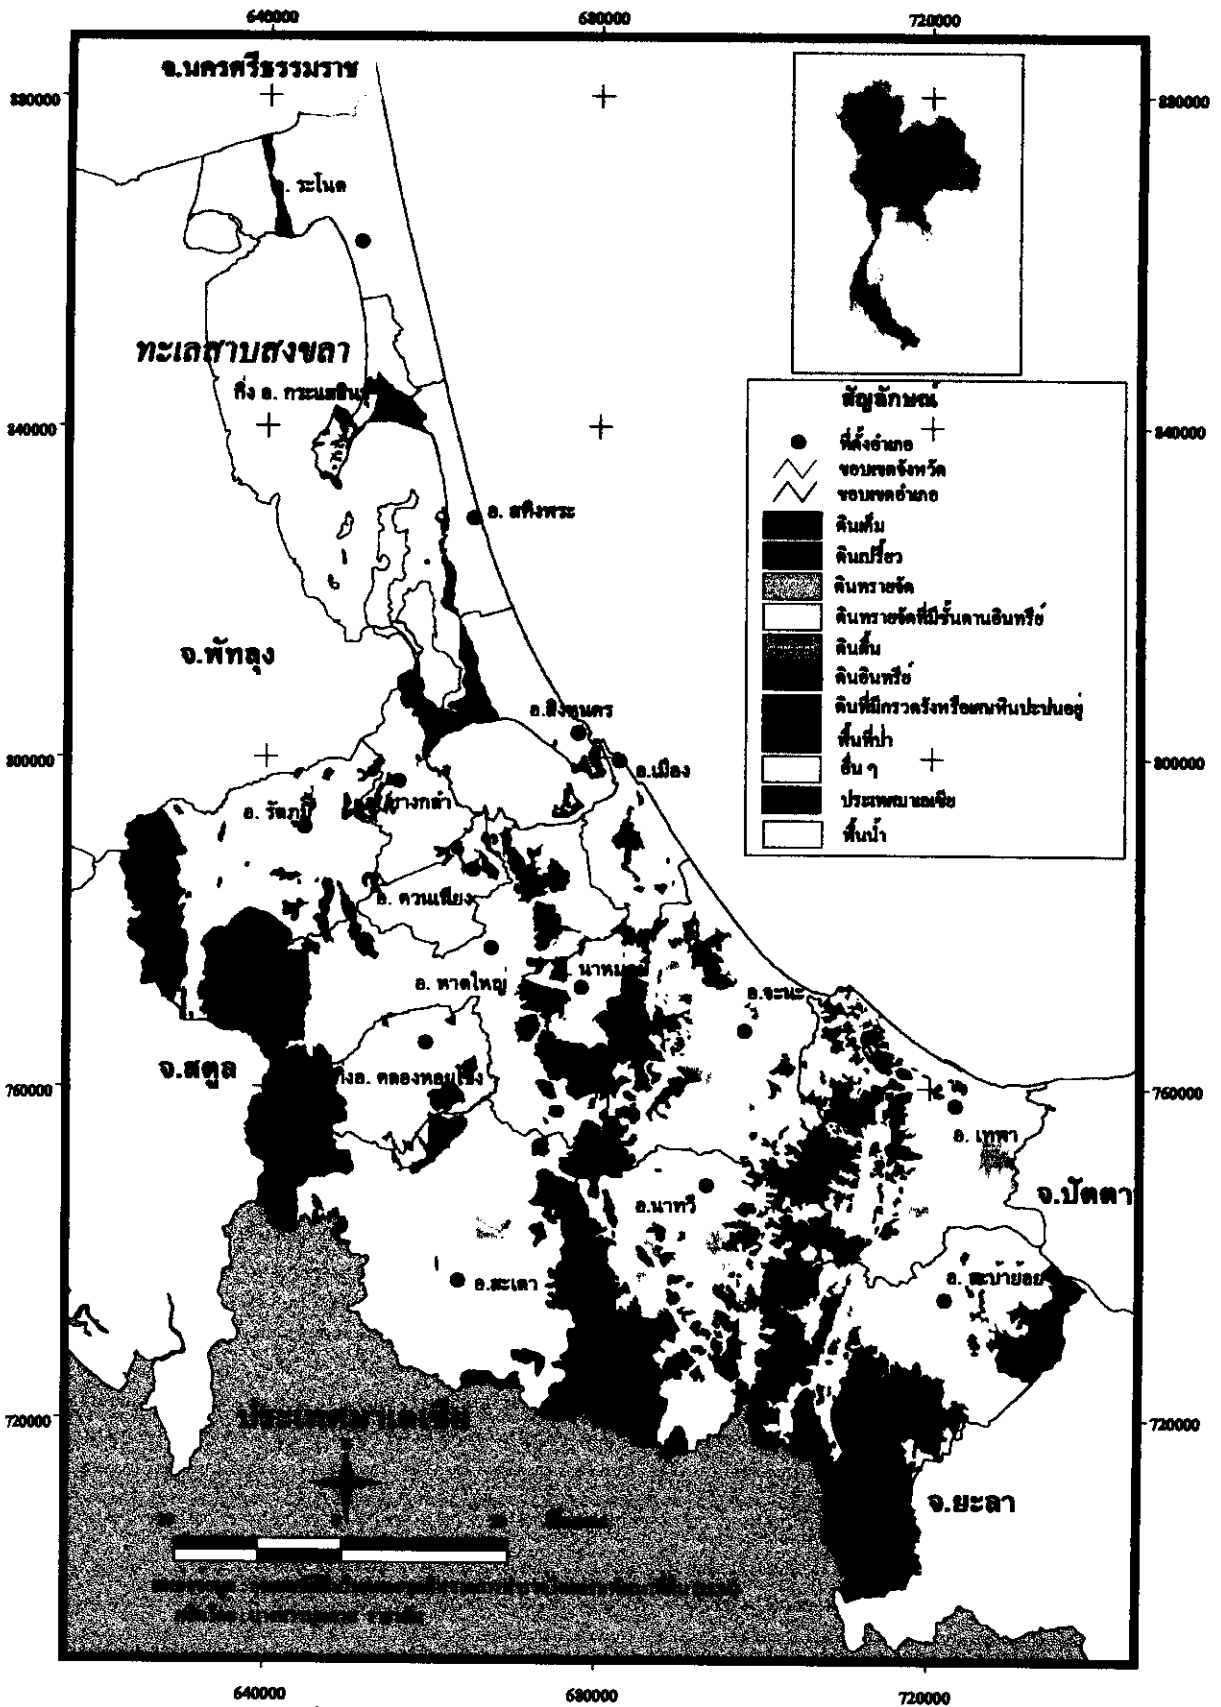 640000
680000
720000
จ.นครศรีธรรมราช
880000
880000
อ. ระโนด
ทะเลสาบสงขลา
กิ่ง อ. กระแสสินธุ์
สัญลักษณ์
840000
840000
ที่ตั้งอำเภอ
ขอบเขตจังหวัด
ขอบเขตอำเภอ
อ. สทิงพระ
ดินเค็ม
ดินเปรี้ยว
ดินทรายจัด
ดินทรายจัดที่มีชั้นดานอินทรีย์
ดินตื้น
ดินอินทรีย์
ดินที่มีกรวดรังหรือเศษหินปะปนอยู่
พื้นที่ป่า
อื่น ๆ
ประเทศมาเลเซีย
พื้นน้ำ
จ.พัทลุง
อ.สิงหนคร
800000
800000
อ.เมือง
อ. รัตภูมิ
บางกล่ำ
อ. ควนเนียง
อ. หาดใหญ่
นาหม่อม
อ.จะนะ
จ.สตูล
กิ่งอ. คลองหอยโข่ง
760000
760000
อ. เทพา
จ.ปัตตา
อ.นาทวี
อ.สะเดา
อ. สะบ้าย้อย
720000
720000
ประเทศมาเลเซีย
จ.ยะลา
640000
680000
720000